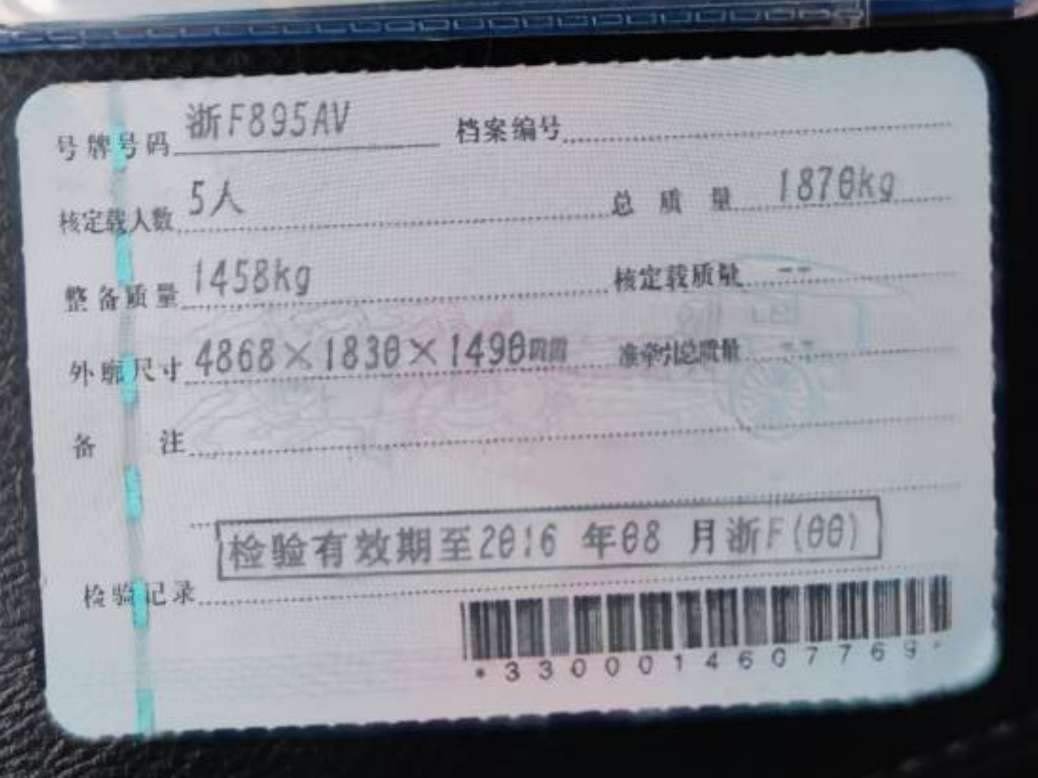 号牌号码 浙F895AV 档案编号
核定载人数 5人 总质量 1870kg
整备质量 1458kg 核定载质量 --
外廓尺寸 4868×1830×1490mm 准牵引总质量 --
备注
检验有效期至2016 年08 月浙F(00)
检验记录
*3300014607769*